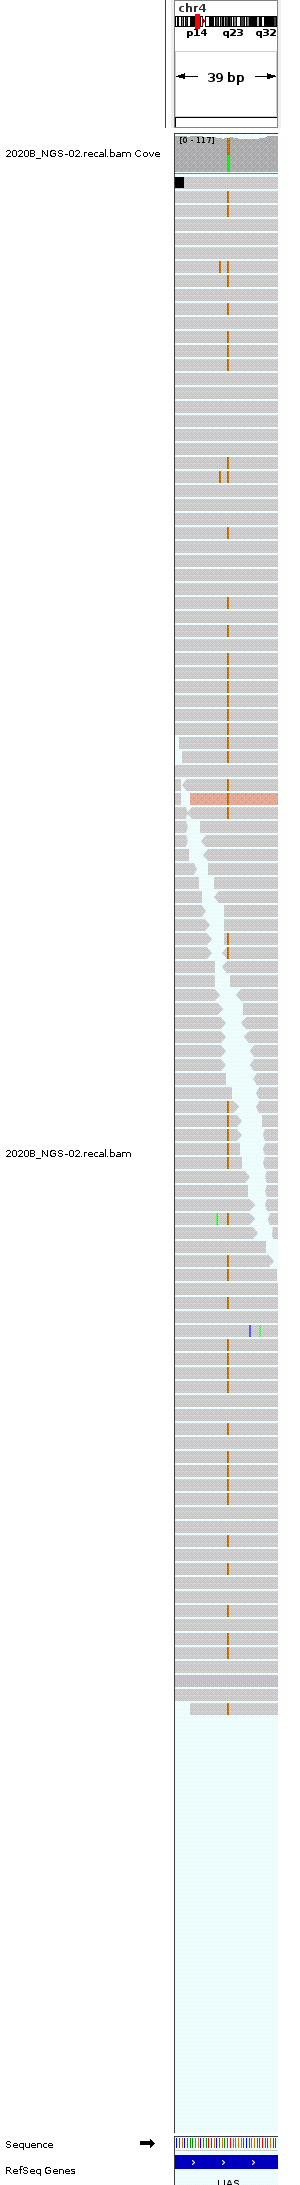 chr4
p14 q23 q32
39 bp
[0 - 117]
2020B_NGS-02.recal.bam Cove
2020B_NGS-02.recal.bam
Sequence
RefSeq Genes
LIAS